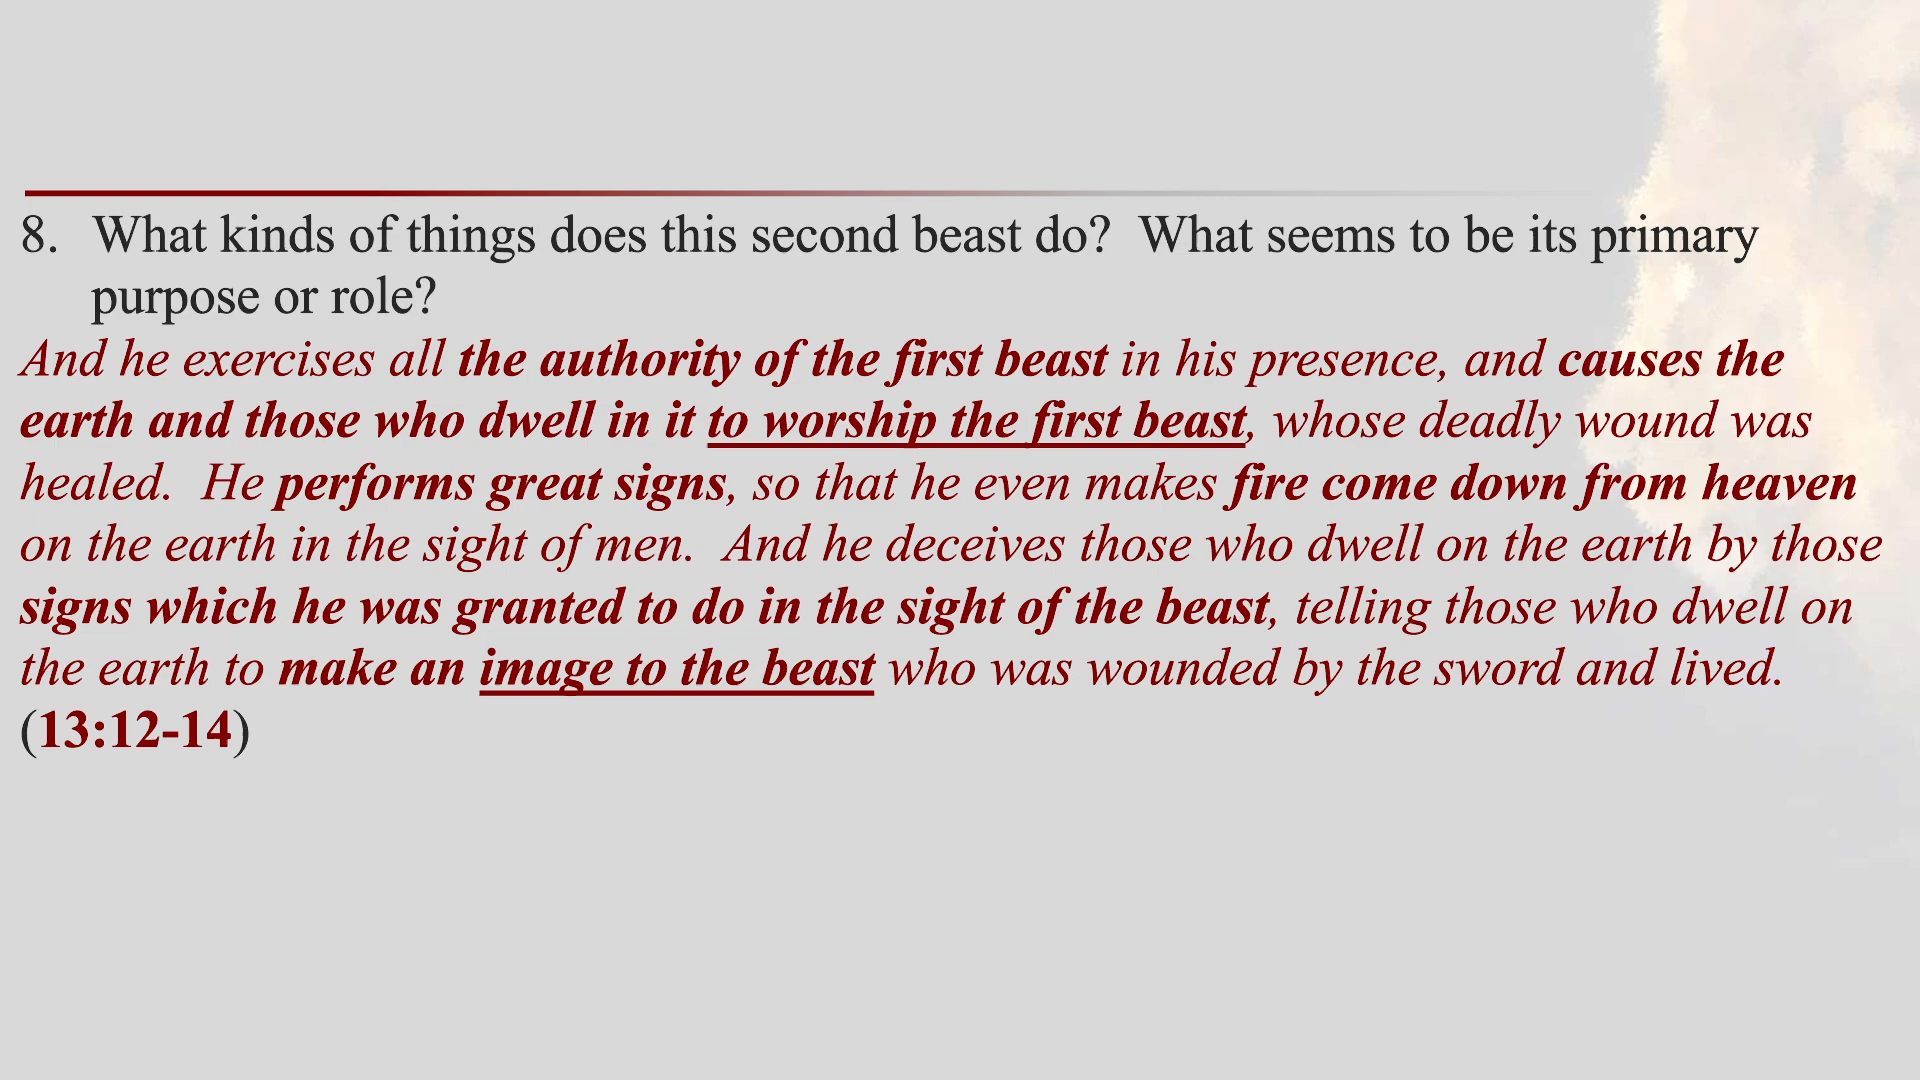 8. What kinds of things does this second beast do? What seems to be its primary
purpose or role?
And he exercises all the authority of the first beast in his presence, and causes the
earth and those who dwell in it to worship the first beast, whose deadly wound was
healed. He performs great signs, so that he even makes fire come down from heaven
on the earth in the sight of men. And he deceives those who dwell on the earth by those
signs which he was granted to do in the sight of the beast, telling those who dwell on
the earth to make an image to the beast who was wounded by the sword and lived.
(13:12-14)